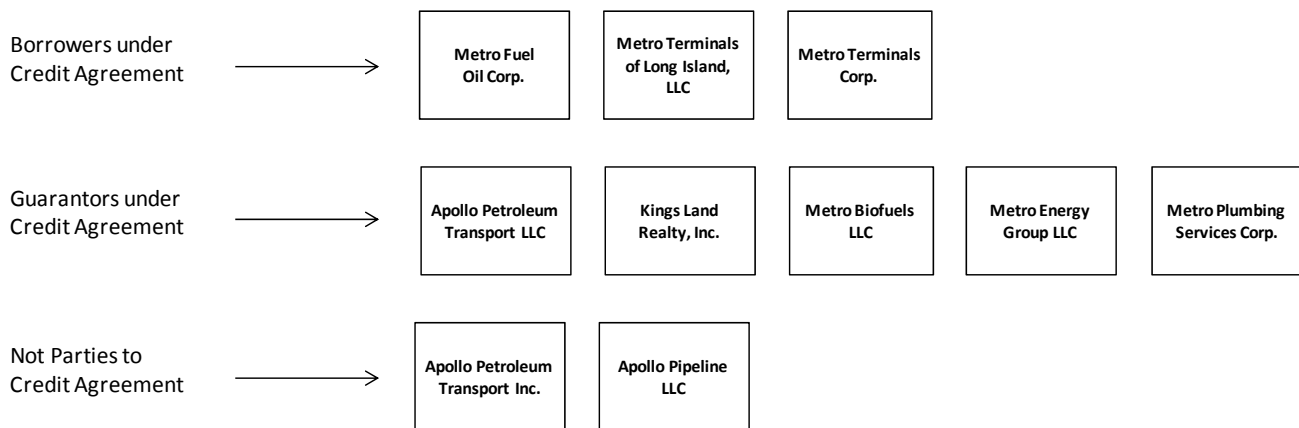 Borrowers under
Credit Agreement
Metro Fuel
Oil Corp.
Metro Terminals
of Long Island,
LLC
Metro Terminals
Corp.
Guarantors under
Credit Agreement
Apollo Petroleum
Transport LLC
Kings Land
Realty, Inc.
Metro Biofuels
LLC
Metro Energy
Group LLC
Metro Plumbing
Services Corp.
Not Parties to
Credit Agreement
Apollo Petroleum
Transport Inc.
Apollo Pipeline
LLC